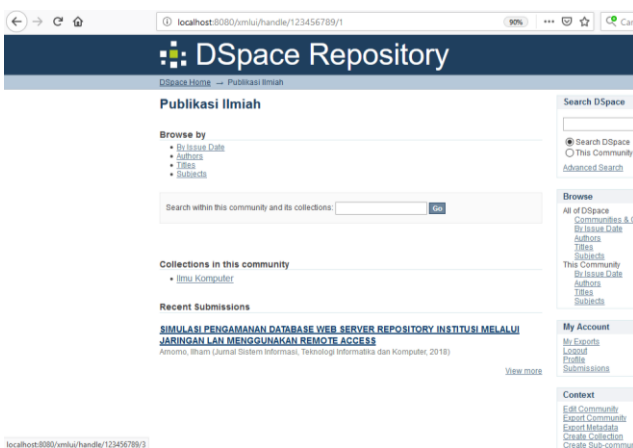 localhost:8080/xmlui/handle/123456789/1
90%
DSpace Repository
DSpace Home → Publikasi Ilmiah
Publikasi Ilmiah
Browse by
By Issue Date
Authors
Titles
Subjects
Search within this community and its collections:
Go
Collections in this community
Ilmu Komputer
Recent Submissions
SIMULASI PENGAMANAN DATABASE WEB SERVER REPOSITORY INSTITUSI MELALUI
JARINGAN LAN MENGGUNAKAN REMOTE ACCESS
Amorno, Ilham (Jurnal Sistem Informasi, Teknologi Informatika dan Komputer, 2018)
View more
Search DSpace
Search DSpace
This Community
Advanced Search
Browse
All of DSpace
Communities &
By Issue Date
Authors
Titles
Subjects
This Community
By Issue Date
Authors
Titles
Subjects
My Account
My Exports
Logout
Profile
Submissions
Context
Edit Community
Export Community
Export Metadata
Create Collection
Create Sub-commu
localhost:8080/xmlui/handle/123456789/3